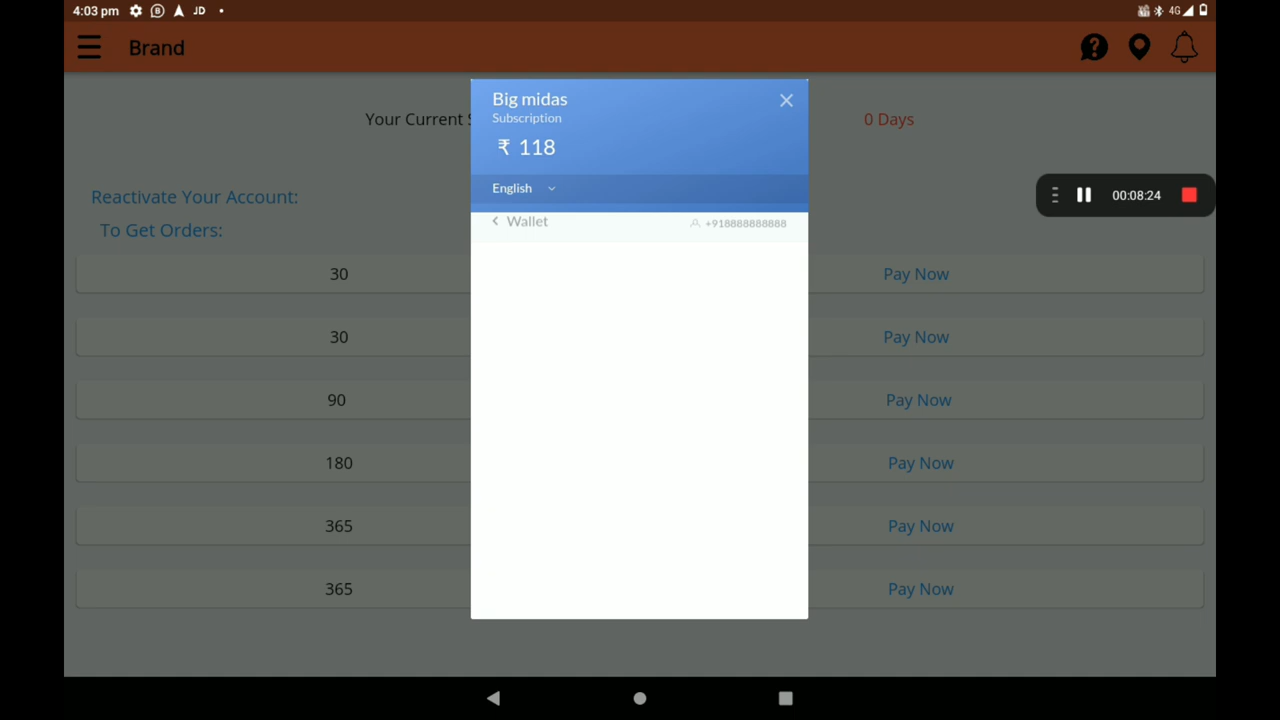 4:03 pm JD
4G
Brand
Big midas
Subscription
₹ 118
English
Wallet
+918888888888
Your Current
0 Days
00:08:24
Reactivate Your Account:
To Get Orders:
30 Pay Now
30 Pay Now
90 Pay Now
180 Pay Now
365 Pay Now
365 Pay Now